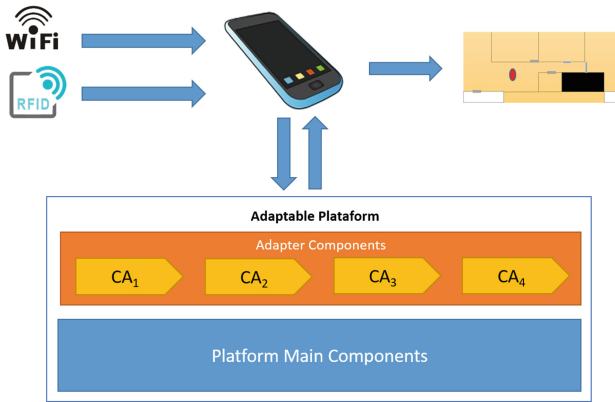 WiFi
RFID
Adaptable Plataform
Adapter Components
CA₁ CA₂ CA₃ CA₄
Platform Main Components